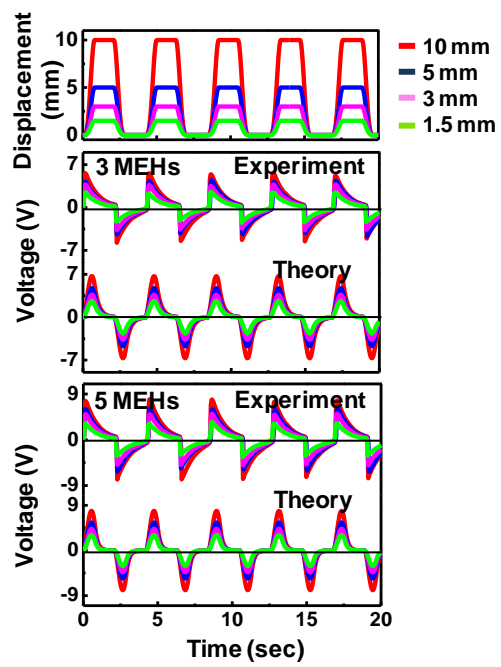 10 mm
5 mm
3 mm
1.5 mm
Displacement
(mm)
10
5
0
3 MEHs
Experiment
Theory
Voltage (V)
7
0
-7
7
0
-7
5 MEHs
Experiment
Theory
Voltage (V)
9
0
-9
9
0
-9
0 5 10 15 20
Time (sec)